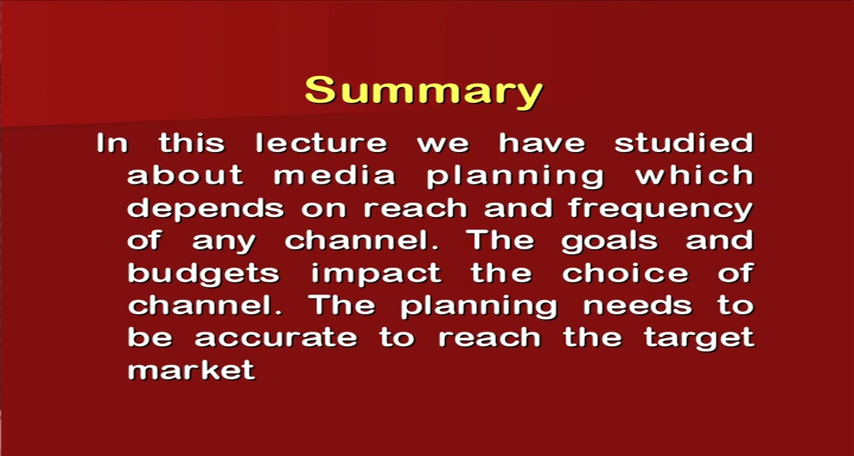 Summary
In this lecture we have studied
about media planning which
depends on reach and frequency
of any channel. The goals and
budgets impact the choice of
channel. The planning needs to
be accurate to reach the target
market